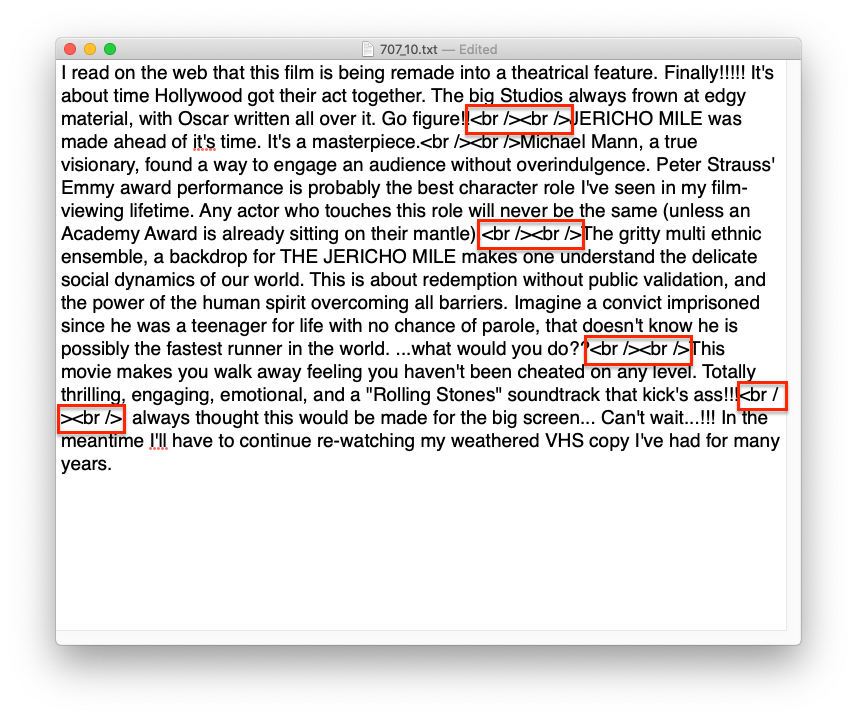 707_10.txt — Edited
I read on the web that this film is being remade into a theatrical feature. Finally!!!!! It's
about time Hollywood got their act together. The big Studios always frown at edgy
material, with Oscar written all over it. Go figure!!<br /><br />JERICHO MILE was
made ahead of it's time. It's a masterpiece.<br /><br />Michael Mann, a true
visionary, found a way to engage an audience without overindulgence. Peter Strauss'
Emmy award performance is probably the best character role I've seen in my film-
viewing lifetime. Any actor who touches this role will never be the same (unless an
Academy Award is already sitting on their mantle) <br /><br />The gritty multi ethnic
ensemble, a backdrop for THE JERICHO MILE makes one understand the delicate
social dynamics of our world. This is about redemption without public validation, and
the power of the human spirit overcoming all barriers. Imagine a convict imprisoned
since he was a teenager for life with no chance of parole, that doesn't know he is
possibly the fastest runner in the world. ...what would you do??<br /><br />This
movie makes you walk away feeling you haven't been cheated on any level. Totally
thrilling, engaging, emotional, and a "Rolling Stones" soundtrack that kick's ass!!!<br /
><br /> always thought this would be made for the big screen... Can't wait...!!! In the
meantime I'll have to continue re-watching my weathered VHS copy I've had for many
years.